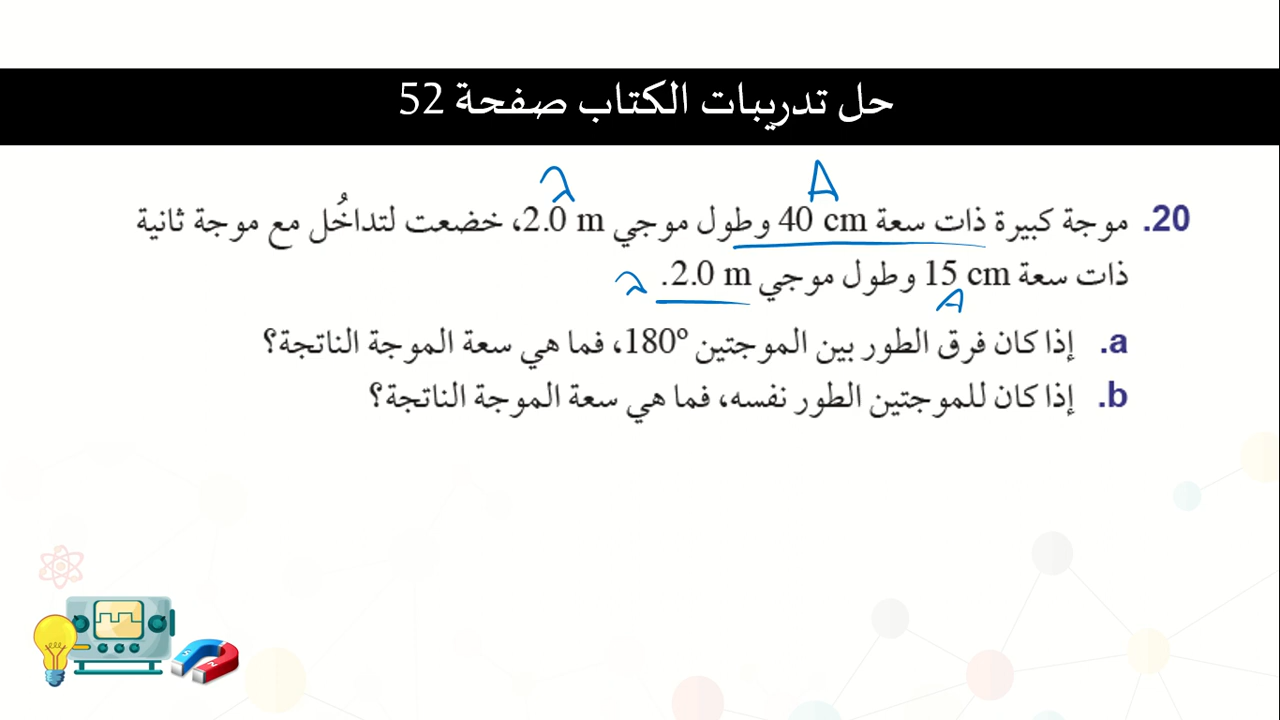 حل تدريبات الكتاب صفحة 52
λ A
20. موجة كبيرة ذات سعة 40 cm وطول موجي 2.0 m، خضعت لتداخُل مع موجة ثانية
ذات سعة 15 cm وطول موجي 2.0 m.
λ A
a. إذا كان فرق الطور بين الموجتين 180º، فما هي سعة الموجة الناتجة؟
b. إذا كان للموجتين الطور نفسه، فما هي سعة الموجة الناتجة؟